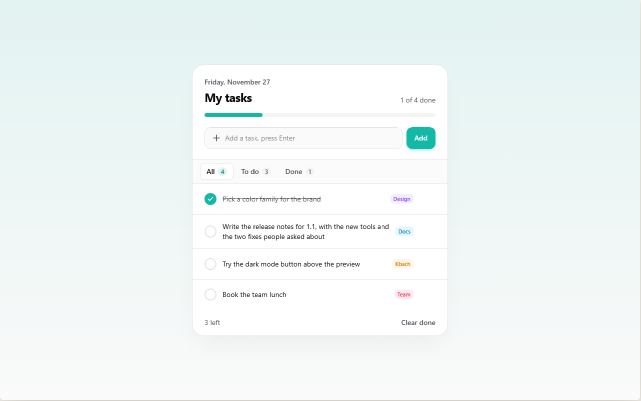 Friday, November 27
My tasks
1 of 4 done
Add a task, press Enter
Add
All 4
To do 3
Done 1
Pick a color family for the brand
Design
Write the release notes for 1.1, with the new tools and
the two fixes people asked about
Docs
Try the dark mode button above the preview
Kbach
Book the team lunch
Team
3 left
Clear done